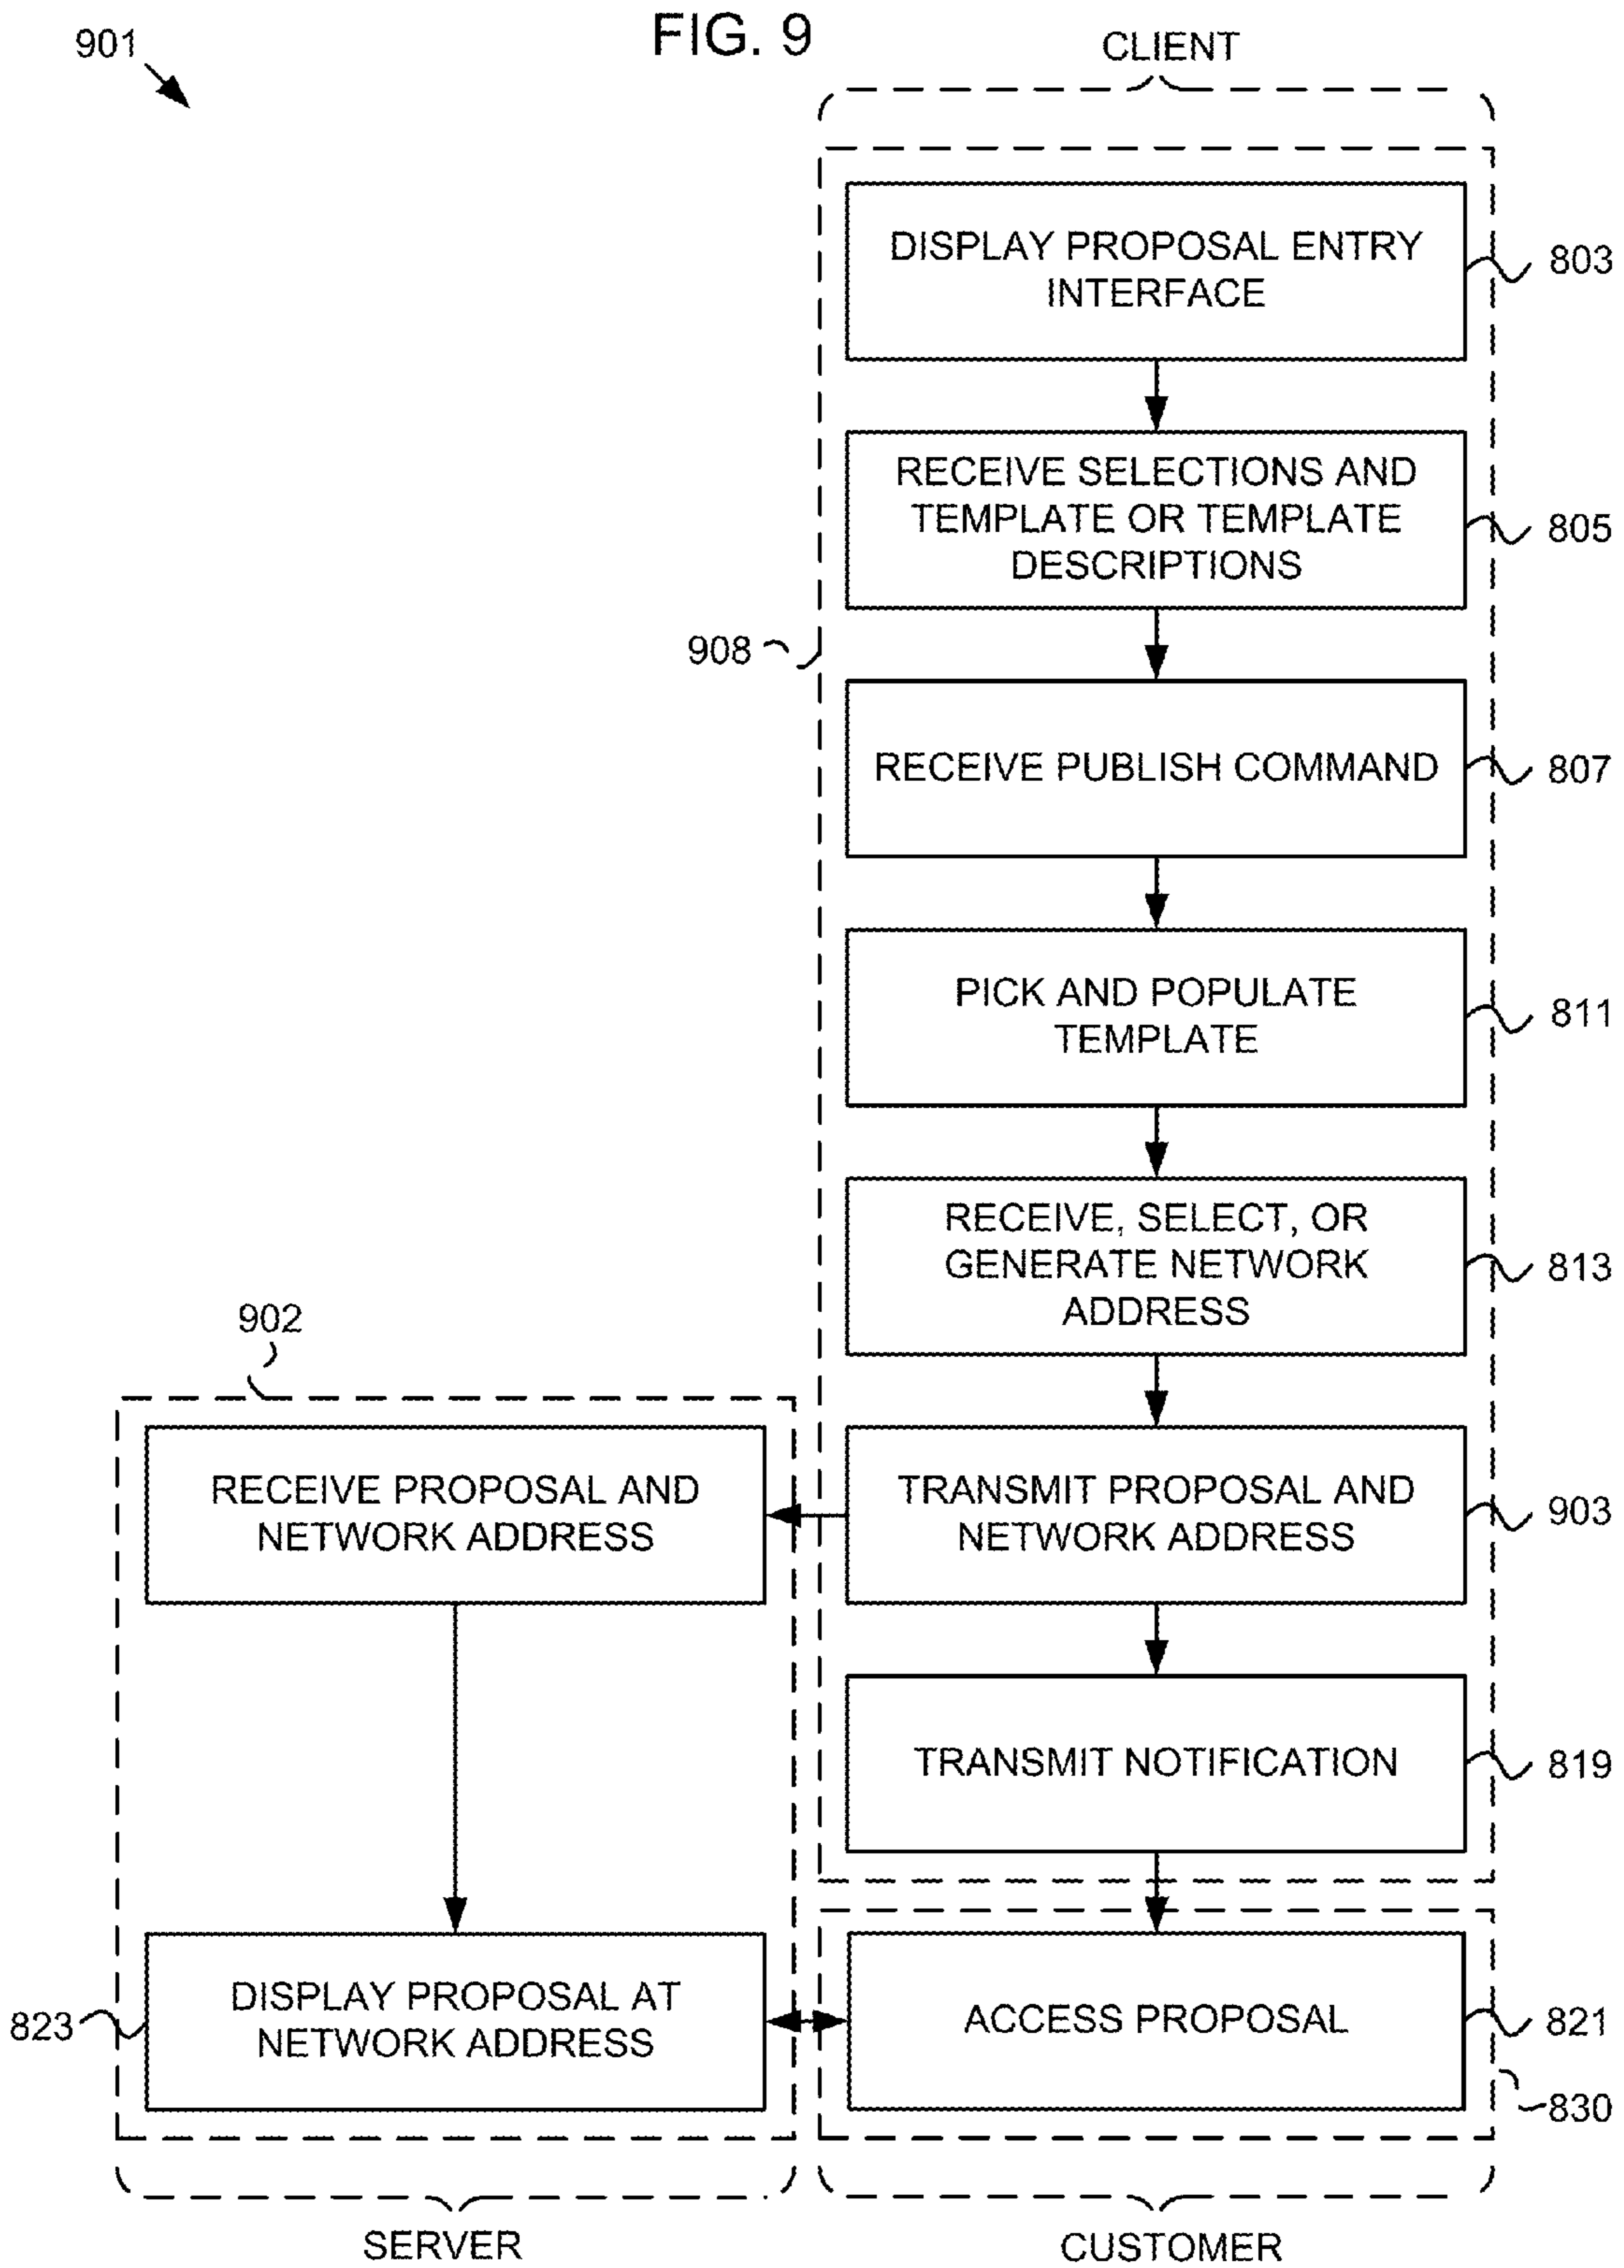 FIG. 9
901
CLIENT
DISPLAY PROPOSAL ENTRY
INTERFACE
803
RECEIVE SELECTIONS AND
TEMPLATE OR TEMPLATE
DESCRIPTIONS
805
908
RECEIVE PUBLISH COMMAND
807
PICK AND POPULATE
TEMPLATE
811
RECEIVE, SELECT, OR
GENERATE NETWORK
ADDRESS
813
902
RECEIVE PROPOSAL AND
NETWORK ADDRESS
TRANSMIT PROPOSAL AND
NETWORK ADDRESS
903
TRANSMIT NOTIFICATION
819
DISPLAY PROPOSAL AT
NETWORK ADDRESS
823
ACCESS PROPOSAL
821
830
SERVER
CUSTOMER